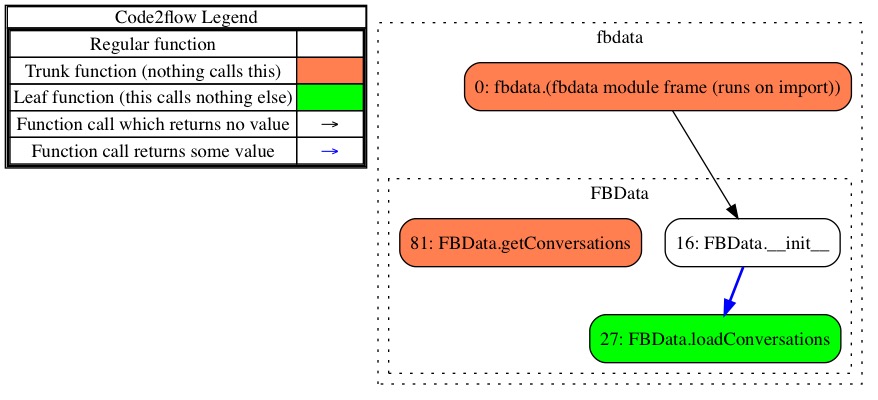 Code2flow Legend
Regular function
Trunk function (nothing calls this)
Leaf function (this calls nothing else)
Function call which returns no value →
Function call returns some value →
fbdata
0: fbdata.(fbdata module frame (runs on import))
FBData
81: FBData.getConversations
16: FBData.__init__
27: FBData.loadConversations